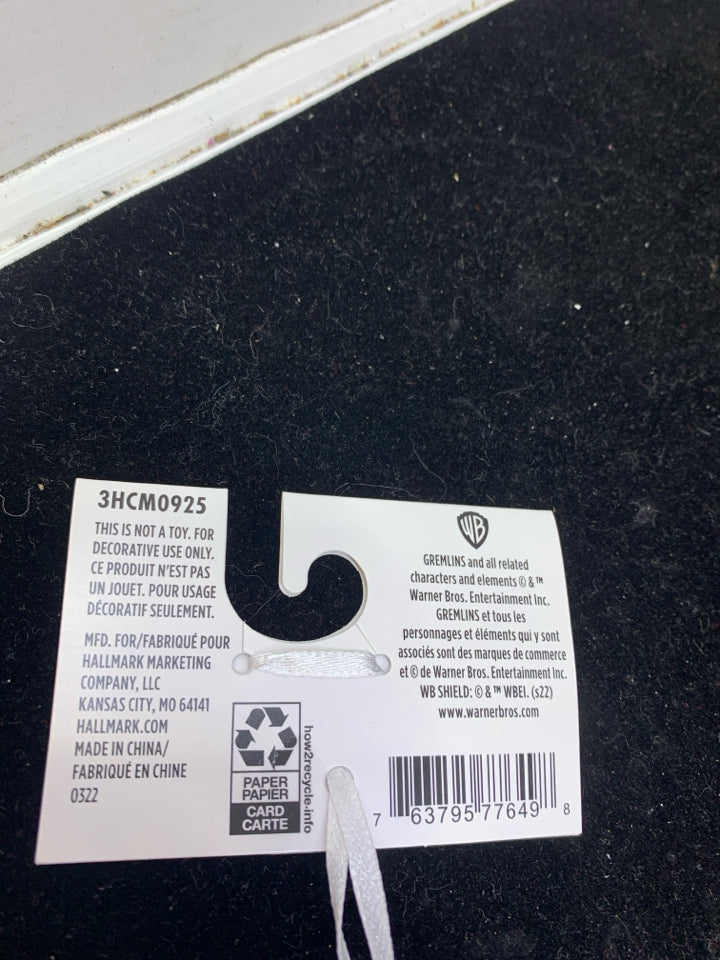 3HCM0925
THIS IS NOT A TOY. FOR
DECORATIVE USE ONLY.
CE PRODUIT N'EST PAS
UN JOUET. POUR USAGE
DÉCORATIF SEULEMENT.
MFD. FOR/FABRIQUÉ POUR
HALLMARK MARKETING
COMPANY, LLC
KANSAS CITY, MO 64141
HALLMARK.COM
MADE IN CHINA/
FABRIQUÉ EN CHINE
0322
PAPER
PAPIER
CARD
CARTE
how2recycle.info
WB
GREMLINS and all related
characters and elements © & ™
Warner Bros. Entertainment Inc.
GREMLINS et tous les
personnages et éléments qui y sont
associés sont des marques de commerce
et © de Warner Bros. Entertainment Inc.
WB SHIELD: © & ™ WBEI. (s22)
www.warnerbros.com
7 63795 77649 8